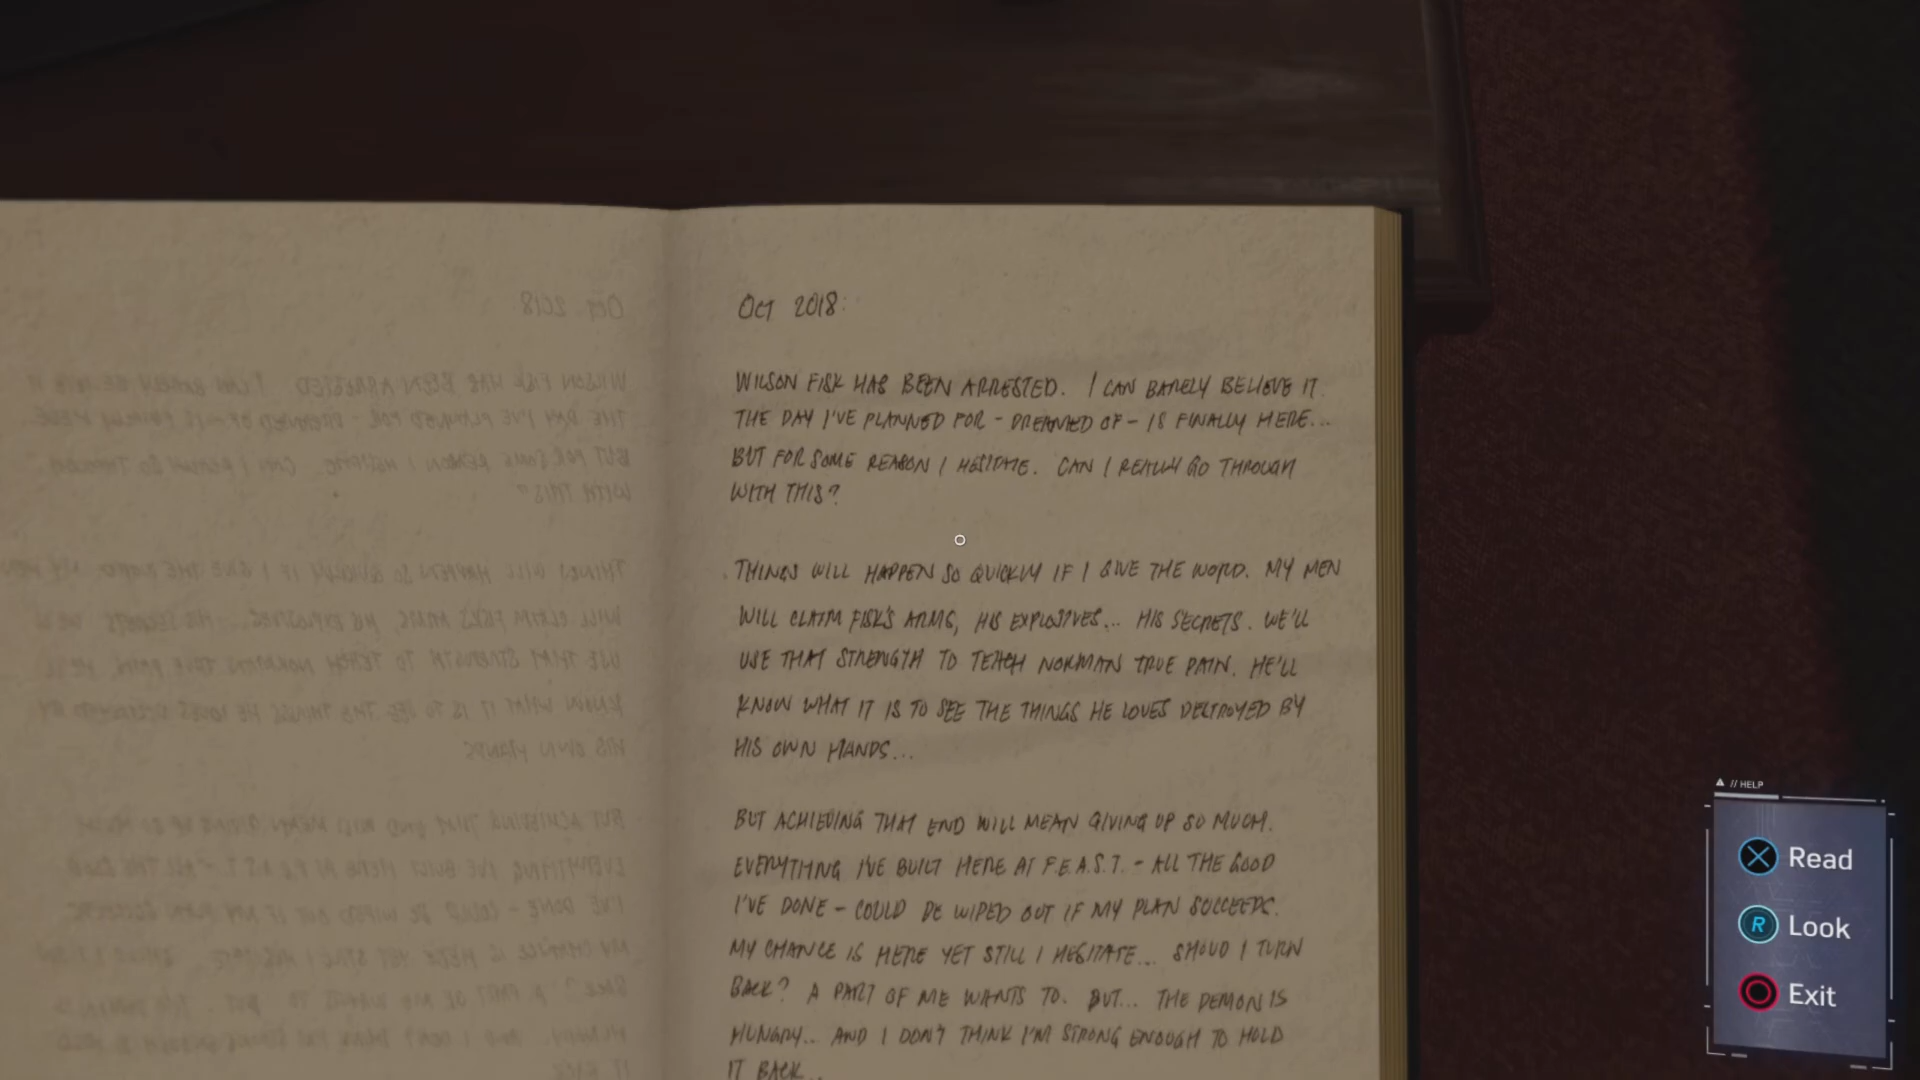 Oct 2018:
WILSON FISK HAS BEEN ARRESTED. I CAN BARELY BELIEVE IT.
THE DAY I'VE PLANNED FOR - DREAMED OF - IS FINALLY HERE...
BUT FOR SOME REASON I HESITATE. CAN I REALLY GO THROUGH
WITH THIS?
THINGS WILL HAPPEN SO QUICKLY IF I GIVE THE WORD. MY MEN
WILL CLAIM FISK'S ARMS, HIS EXPLOSIVES... HIS SECRETS. WE'LL
USE THAT STRENGTH TO TEACH NORMAN TRUE PAIN. HE'LL
KNOW WHAT IT IS TO SEE THE THINGS HE LOVES DESTROYED BY
HIS OWN HANDS...
BUT ACHIEVING THAT END WILL MEAN GIVING UP SO MUCH.
EVERYTHING I'VE BUILT HERE AT F.E.A.S.T. - ALL THE GOOD
I'VE DONE - COULD BE WIPED OUT IF MY PLAN SUCCEEDS.
MY CHANCE IS HERE YET STILL I HESITATE... SHOUD I TURN
BACK? A PART OF ME WANTS TO. BUT... THE DEMON IS
HUNGRY... AND I DON'T THINK I'M STRONG ENOUGH TO HOLD
IT BACK...
// HELP
Read
R Look
Exit